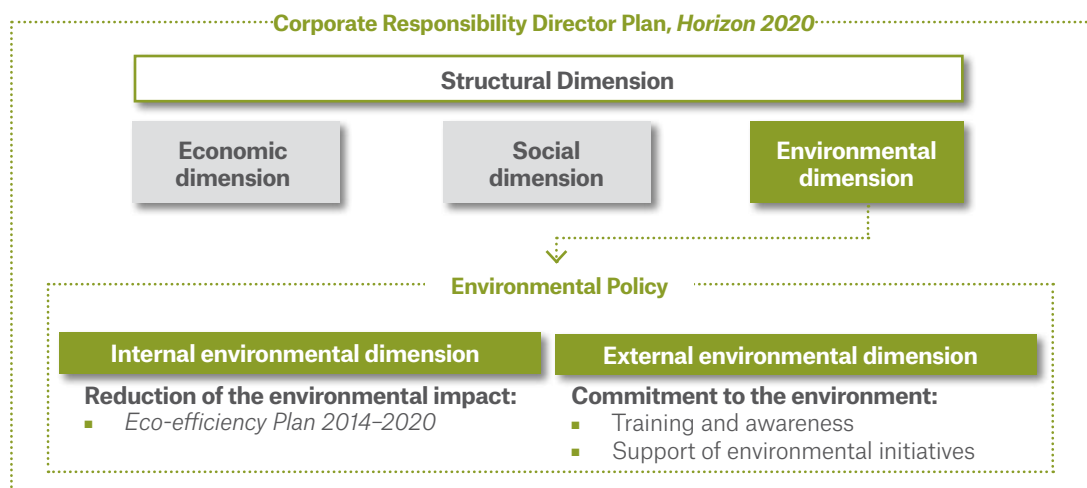 Corporate Responsibility Director Plan, Horizon 2020
Structural Dimension
Economic
dimension
Social
dimension
Environmental
dimension
Environmental Policy
Internal environmental dimension
Reduction of the environmental impact:
▪ Eco-efficiency Plan 2014–2020
External environmental dimension
Commitment to the environment:
▪ Training and awareness
▪ Support of environmental initiatives